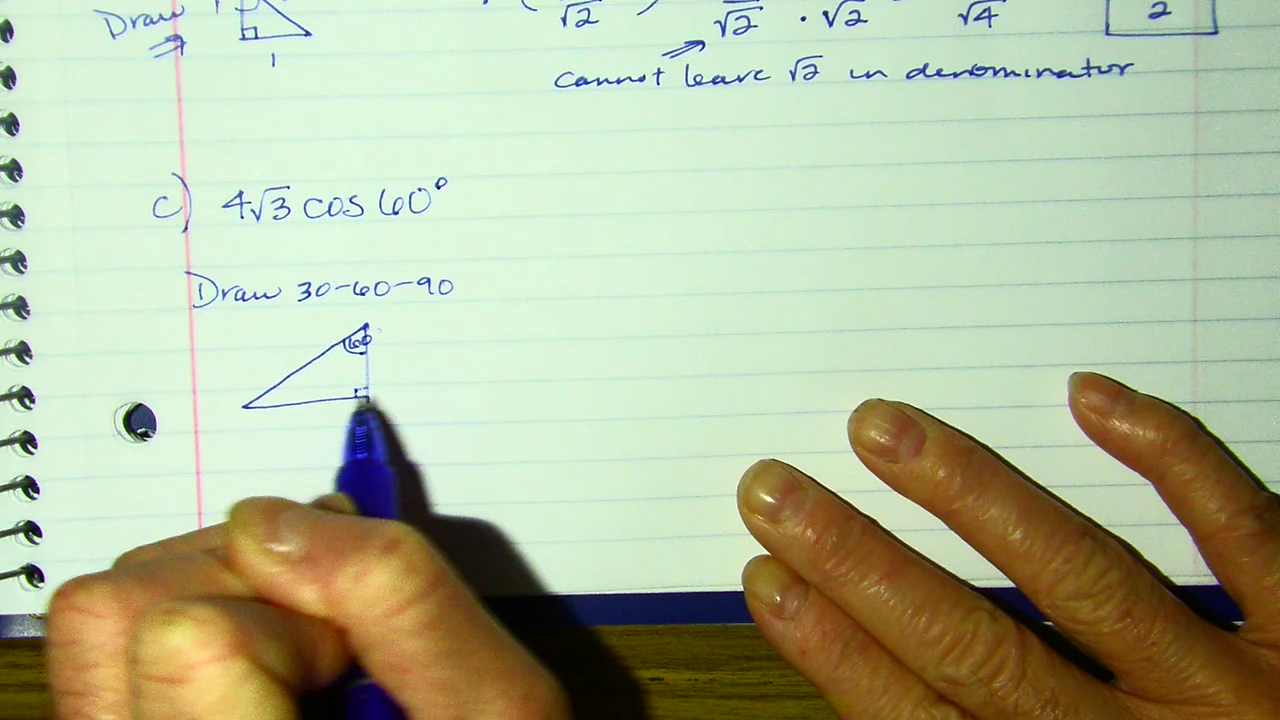 Draw
1
√2
√2 · √2
√4
2
cannot leave √2 in denominator
c) 4√3 cos 60°
Draw 30-60-90
60